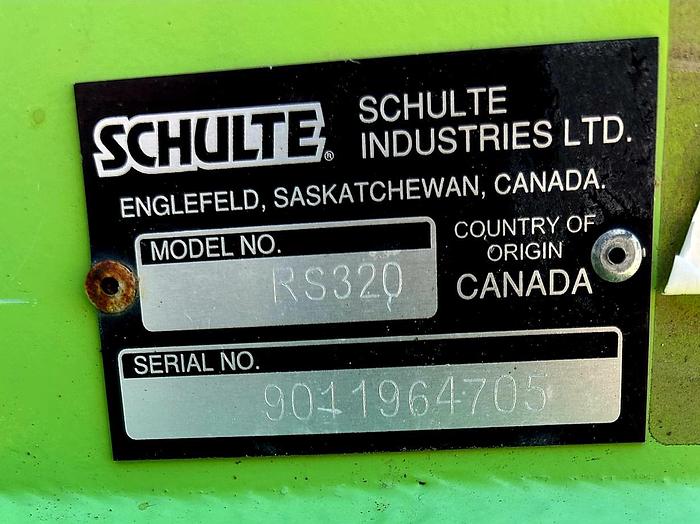 SCHULTE®
SCHULTE
INDUSTRIES LTD.
ENGLEFELD, SASKATCHEWAN, CANADA.
MODEL NO.
RS320
COUNTRY OF
ORIGIN
CANADA
SERIAL NO.
9011964705